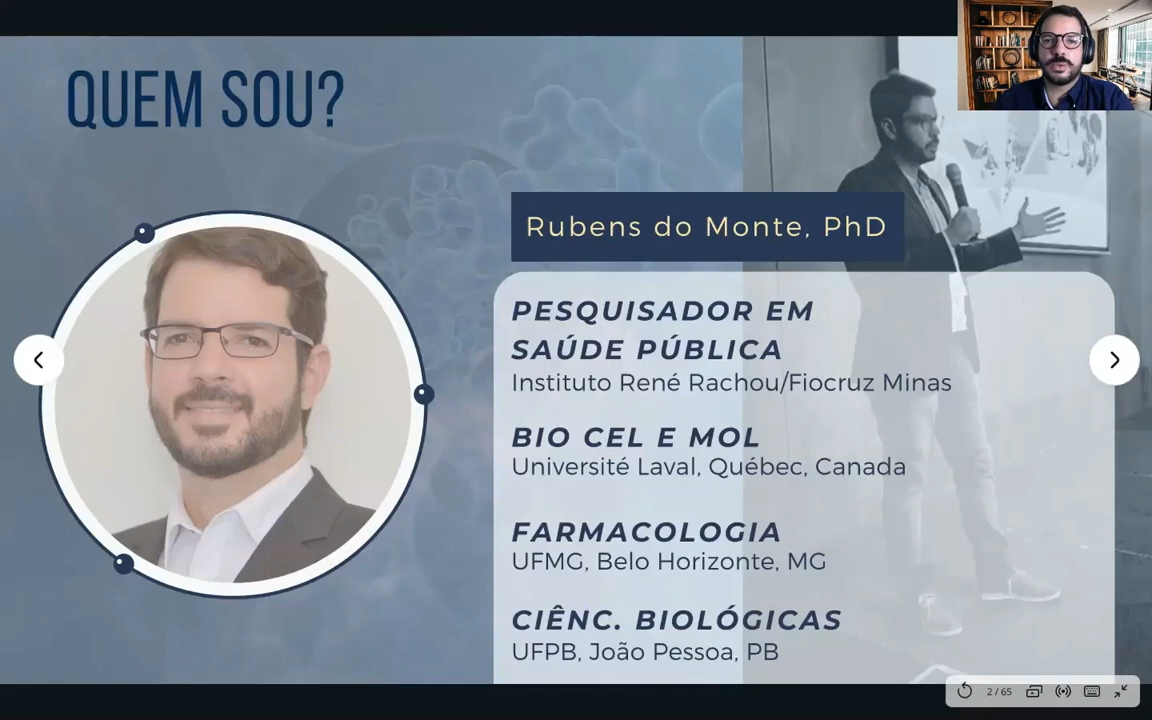 QUEM SOU?
Rubens do Monte, PhD
PESQUISADOR EM
SAÚDE PÚBLICA
Instituto René Rachou/Fiocruz Minas
BIO CEL E MOL
Université Laval, Québec, Canada
FARMACOLOGIA
UFMG, Belo Horizonte, MG
CIÊNC. BIOLÓGICAS
UFPB, João Pessoa, PB
2 / 65